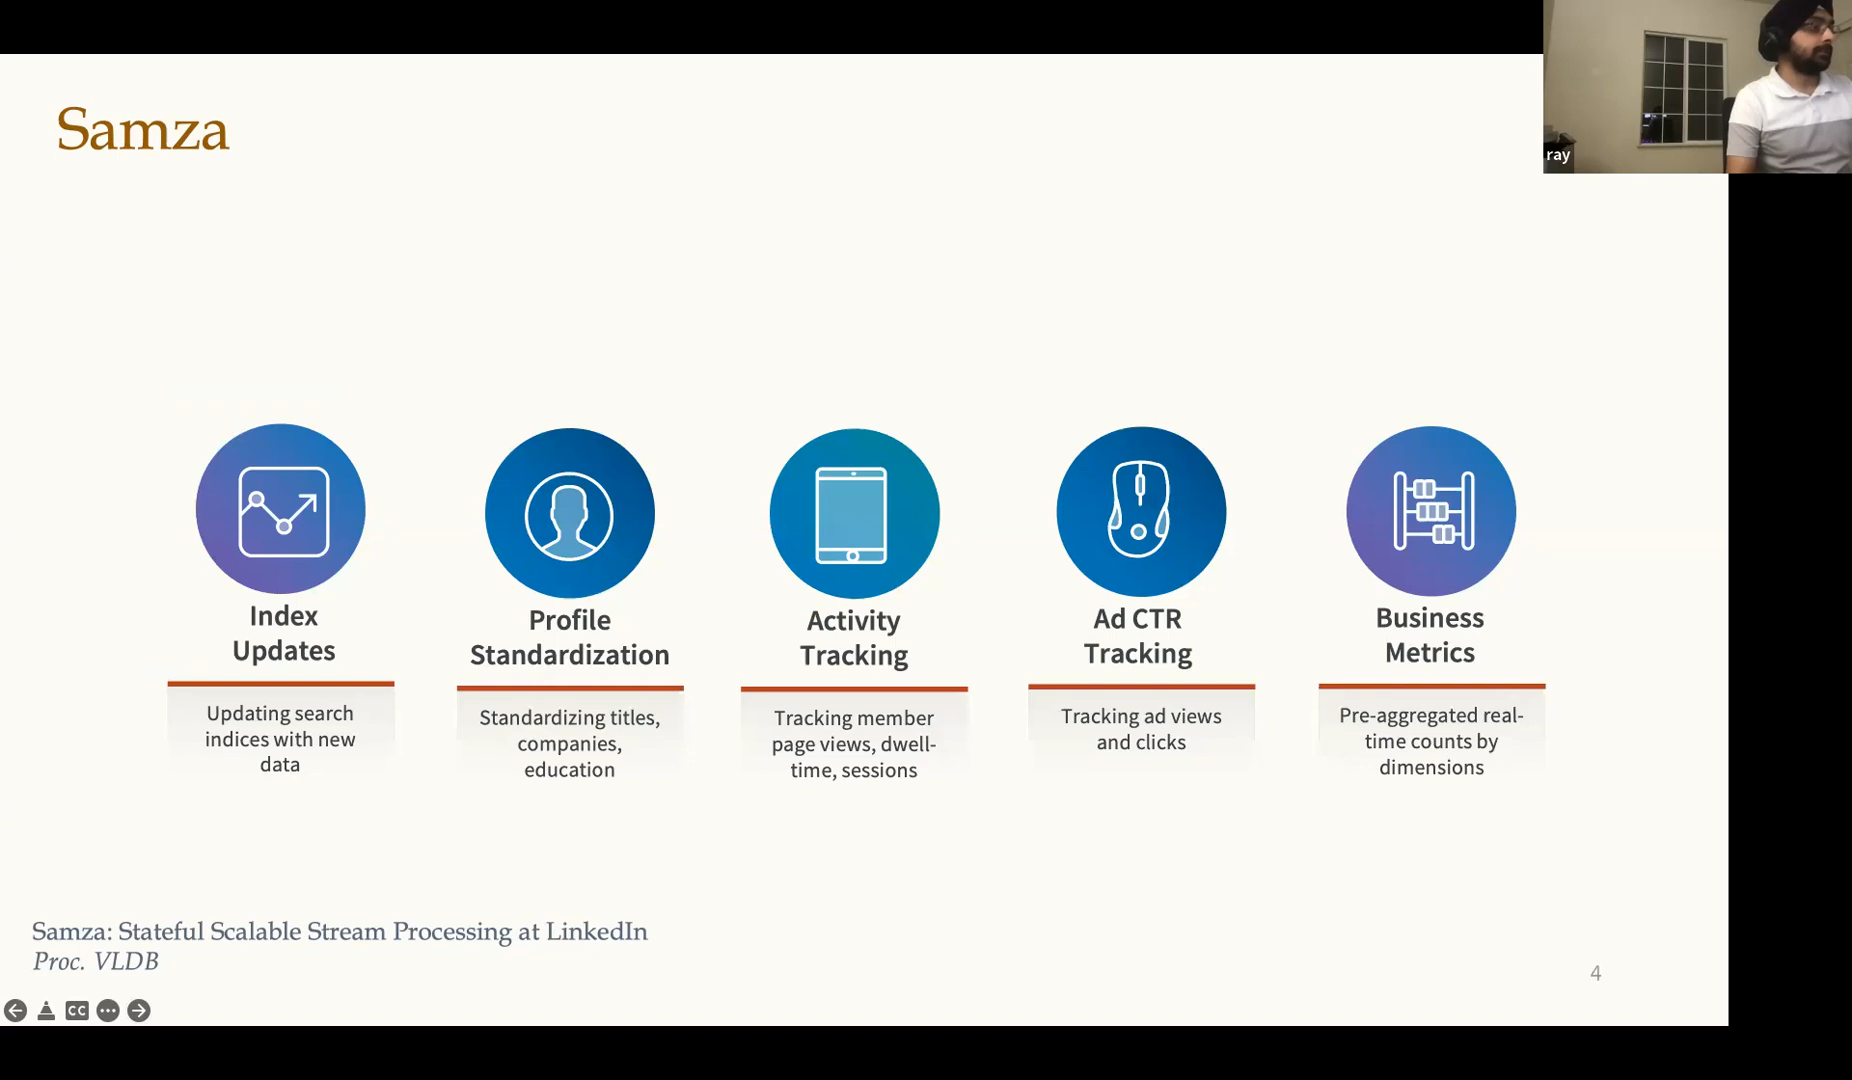 Samza
ray
Index
Updates
Updating search
indices with new
data
Profile
Standardization
Standardizing titles,
companies,
education
Activity
Tracking
Tracking member
page views, dwell-
time, sessions
Ad CTR
Tracking
Tracking ad views
and clicks
Business
Metrics
Pre-aggregated real-
time counts by
dimensions
Samza: Stateful Scalable Stream Processing at LinkedIn
Proc. VLDB
4
CC